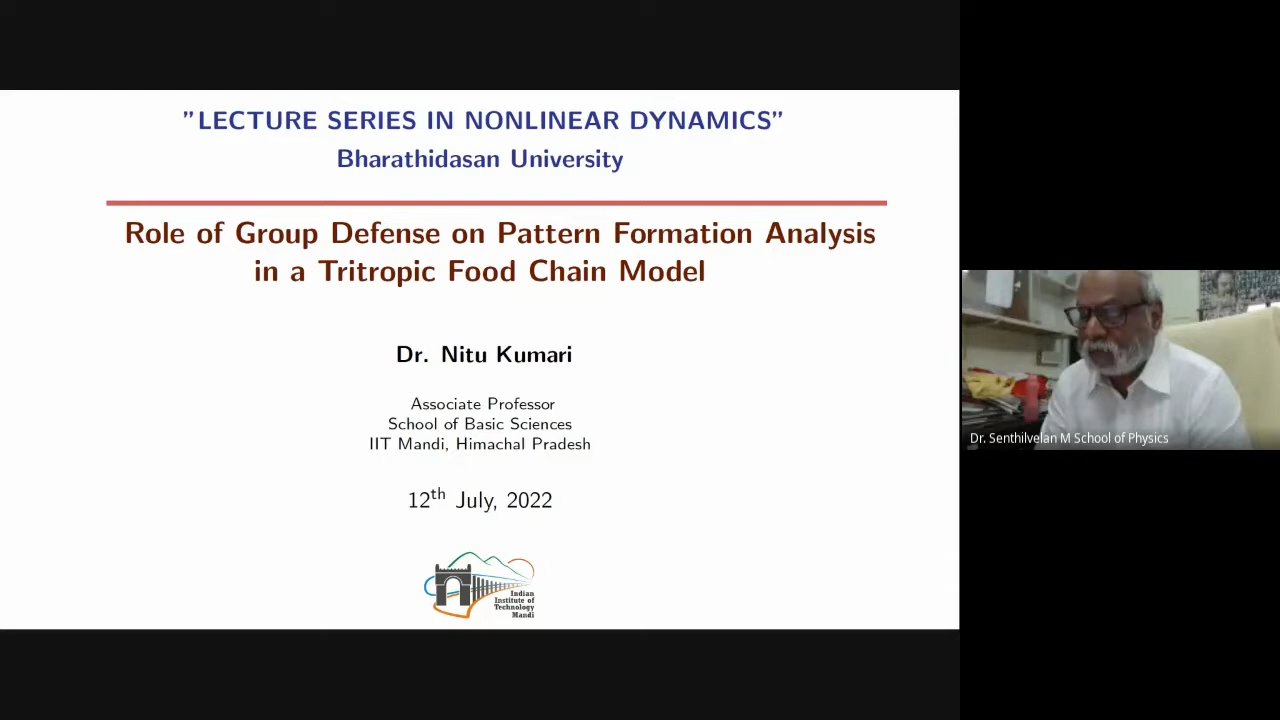 ”LECTURE SERIES IN NONLINEAR DYNAMICS”
Bharathidasan University
Role of Group Defense on Pattern Formation Analysis
in a Tritropic Food Chain Model
Dr. Nitu Kumari
Associate Professor
School of Basic Sciences
IIT Mandi, Himachal Pradesh
12th July, 2022
Indian
Institute of
Technology
Mandi
Dr. Senthilvelan M School of Physics